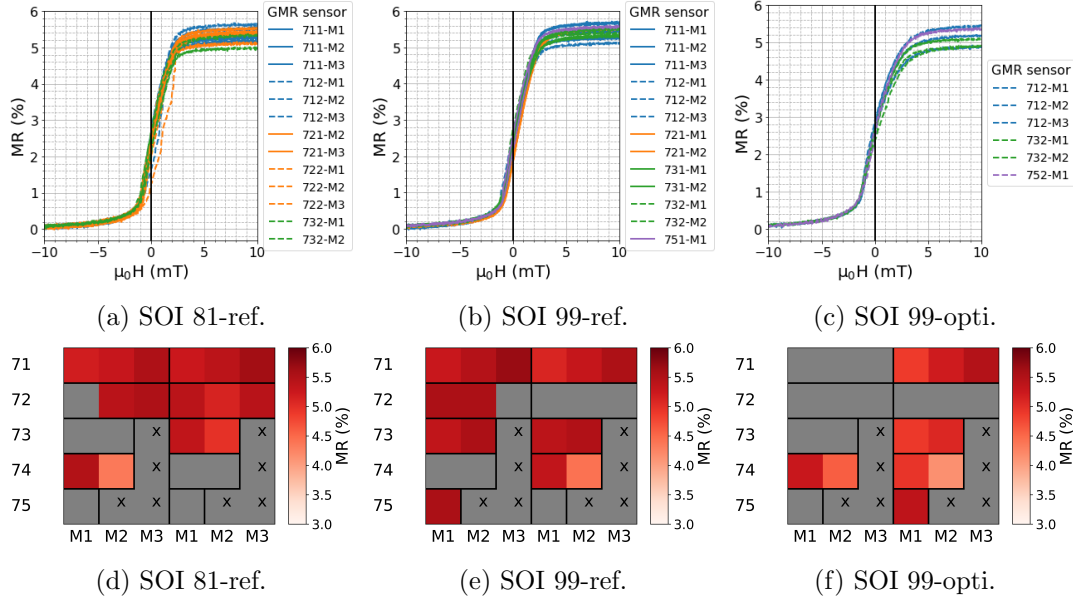 GMR sensor
711-M1
711-M2
711-M3
712-M1
712-M2
712-M3
721-M2
721-M3
722-M1
722-M2
722-M3
732-M1
732-M2
MR (%)
6
5
4
3
2
1
0
−10 −5 0 5 10
μ₀H (mT)
(a) SOI 81-ref.
GMR sensor
711-M1
711-M2
711-M3
712-M1
712-M2
712-M3
721-M1
721-M2
731-M1
731-M2
732-M1
732-M2
751-M1
MR (%)
6
5
4
3
2
1
0
−10 −5 0 5 10
μ₀H (mT)
(b) SOI 99-ref.
GMR sensor
712-M1
712-M2
712-M3
732-M1
732-M2
752-M1
MR (%)
6
5
4
3
2
1
0
−10 −5 0 5 10
μ₀H (mT)
(c) SOI 99-opti.
71
72
73 x x
74 x x
75 x x x x
M1 M2 M3 M1 M2 M3
6.0
5.5
5.0
4.5
4.0
3.5
3.0
MR (%)
(d) SOI 81-ref.
71
72
73 x x
74 x x
75 x x x x
M1 M2 M3 M1 M2 M3
6.0
5.5
5.0
4.5
4.0
3.5
3.0
MR (%)
(e) SOI 99-ref.
71
72
73 x x
74 x x
75 x x x x
M1 M2 M3 M1 M2 M3
6.0
5.5
5.0
4.5
4.0
3.5
3.0
MR (%)
(f) SOI 99-opti.